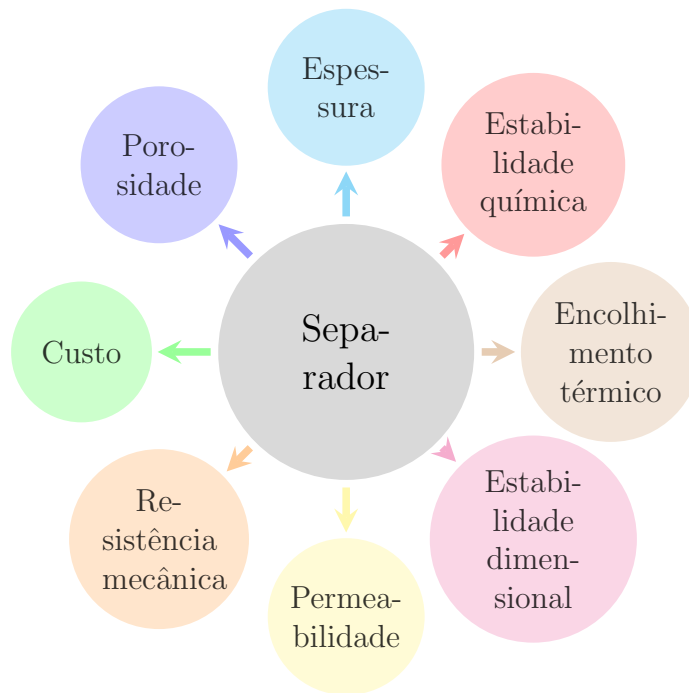 Espes-
sura
Estabi-
lidade
química
Poro-
sidade
Sepa-
rador
Encolhi-
mento
térmico
Custo
Re-
sistência
mecânica
Estabi-
lidade
dimen-
sional
Permea-
bilidade